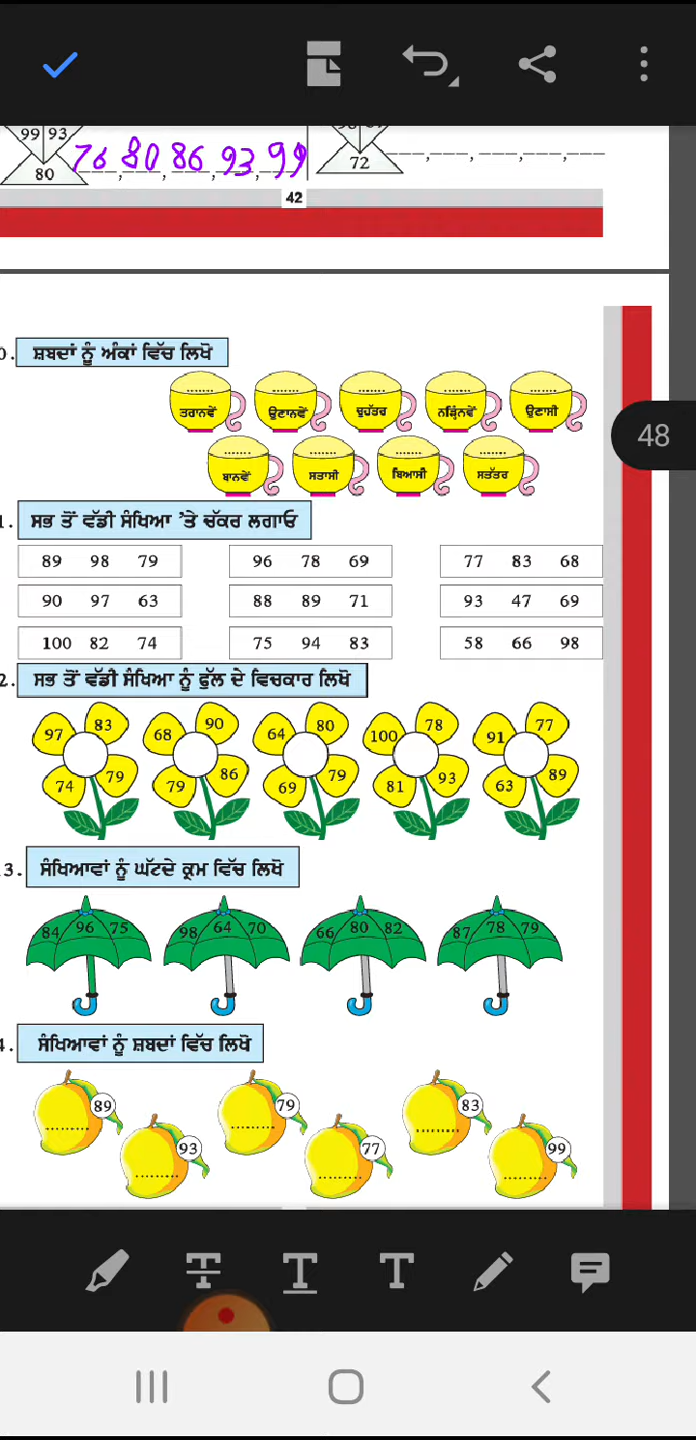 99 93
80
76, 80, 86, 93, 99
72
42
0. ਸ਼ਬਦਾਂ ਨੂੰ ਅੰਕਾਂ ਵਿੱਚ ਲਿਖੋ
....... ....... ....... ....... .......
ਤਰਾਨਵੇਂ ਉਣਾਨਵੇਂ ਚੁਹੱਤਰ ਨੜ੍ਹਿੰਨਵੇਂ ਉਣਾਸੀ
48
....... ....... ....... .......
ਬਾਨਵੇਂ ਸਤਾਸੀ ਬਿਆਸੀ ਸਤੱਤਰ
1. ਸਭ ਤੋਂ ਵੱਡੀ ਸੰਖਿਆ ’ਤੇ ਚੱਕਰ ਲਗਾਓ
89 98 79 96 78 69 77 83 68
90 97 63 88 89 71 93 47 69
100 82 74 75 94 83 58 66 98
2. ਸਭ ਤੋਂ ਵੱਡੀ ਸੰਖਿਆ ਨੂੰ ਫੁੱਲ ਦੇ ਵਿਚਕਾਰ ਲਿਖੋ
97 83 68 90 64 80 100 78 91 77
74 79 79 86 69 79 81 93 63 89
3. ਸੰਖਿਆਵਾਂ ਨੂੰ ਘੱਟਦੇ ਕ੍ਰਮ ਵਿੱਚ ਲਿਖੋ
84 96 75 98 64 70 66 80 82 87 78 79
4. ਸੰਖਿਆਵਾਂ ਨੂੰ ਸ਼ਬਦਾਂ ਵਿੱਚ ਲਿਖੋ
89 79 83
......... ......... .........
93 77 99
......... ......... .........